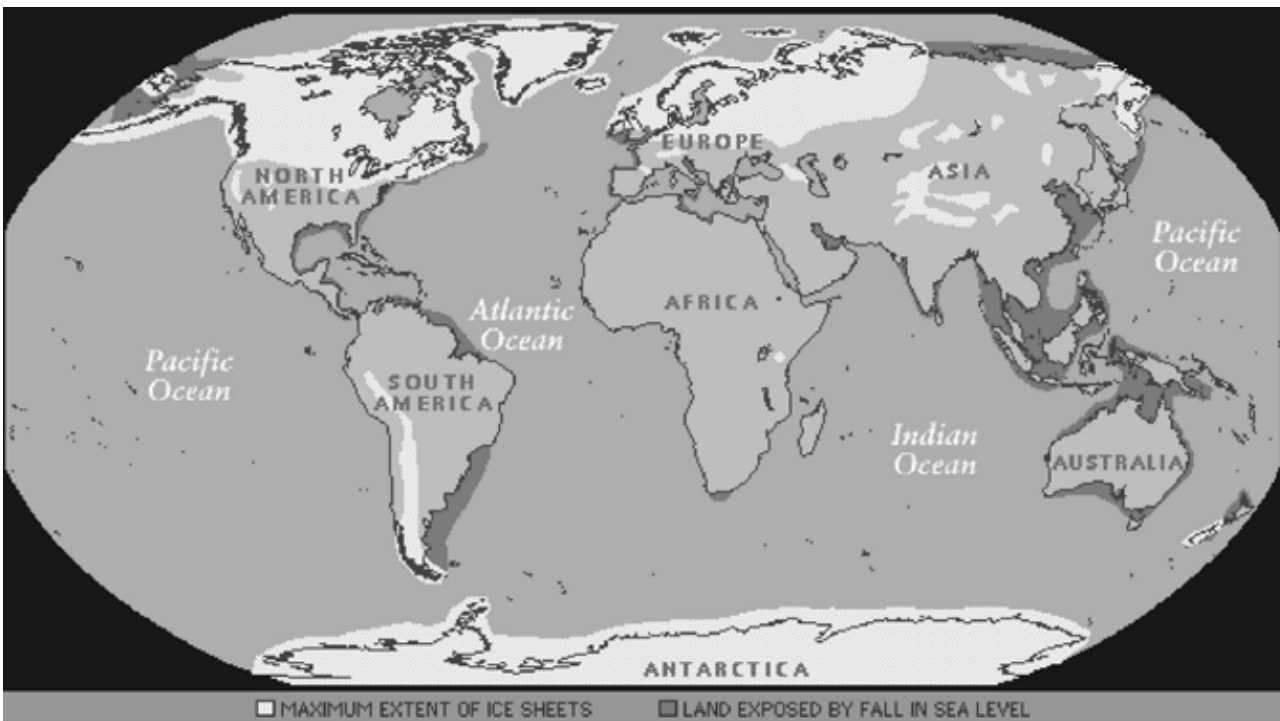 EUROPE
NORTH
AMERICA
ASIA
Pacific
Ocean
AFRICA
Atlantic
Ocean
Pacific
Ocean
SOUTH
AMERICA
Indian
Ocean
AUSTRALIA
ANTARCTICA
MAXIMUM EXTENT OF ICE SHEETS
LAND EXPOSED BY FALL IN SEA LEVEL